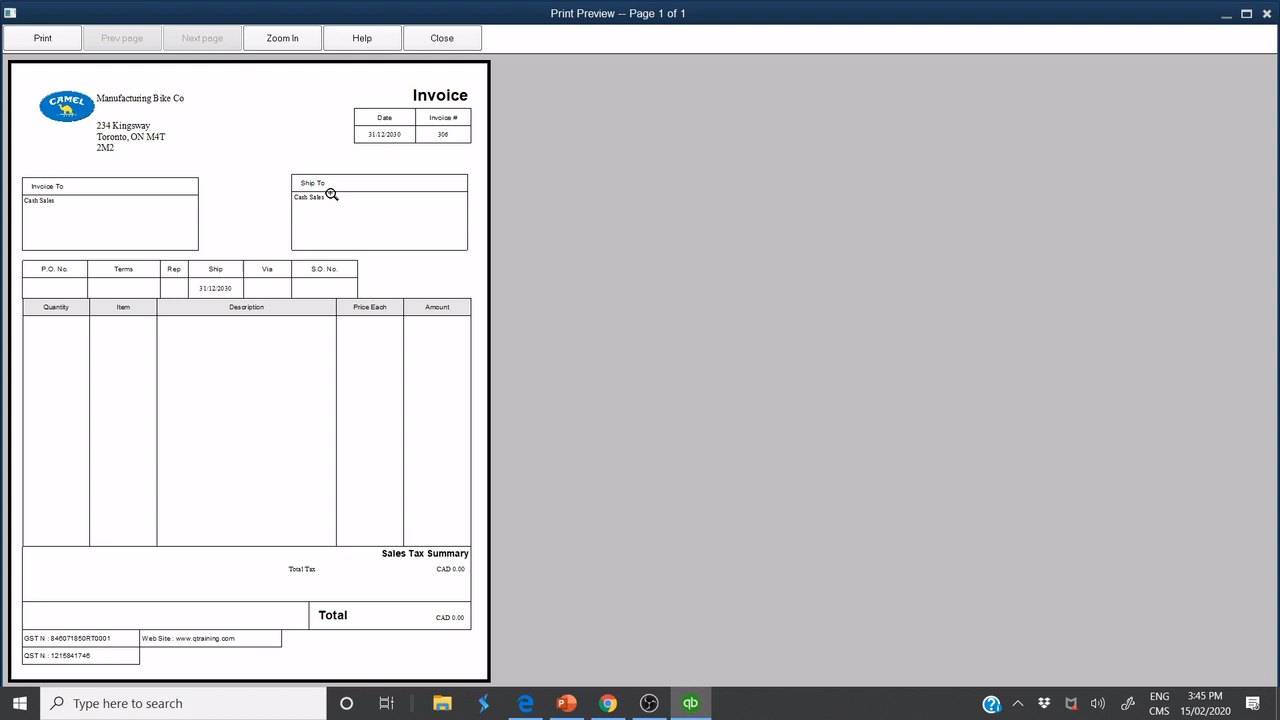 Print Preview -- Page 1 of 1
Print
Prev page
Next page
Zoom In
Help
Close
CAMEL
Manufacturing Bike Co
234 Kingsway
Toronto, ON M4T
2M2
Invoice
Date Invoice #
31/12/2030 306
Invoice To
Cash Sales
Ship To
Cash Sales
P.O. No. Terms Rep Ship Via S.O. No.
31/12/2030
Quantity Item Description Price Each Amount
Sales Tax Summary
Total Tax CAD 0.00
Total CAD 0.00
GST N : 846071850RT0001 Web Site : www.qtraining.com
QST N : 1215841746
Type here to search
qb
ENG
CMS
3:45 PM
15/02/2020